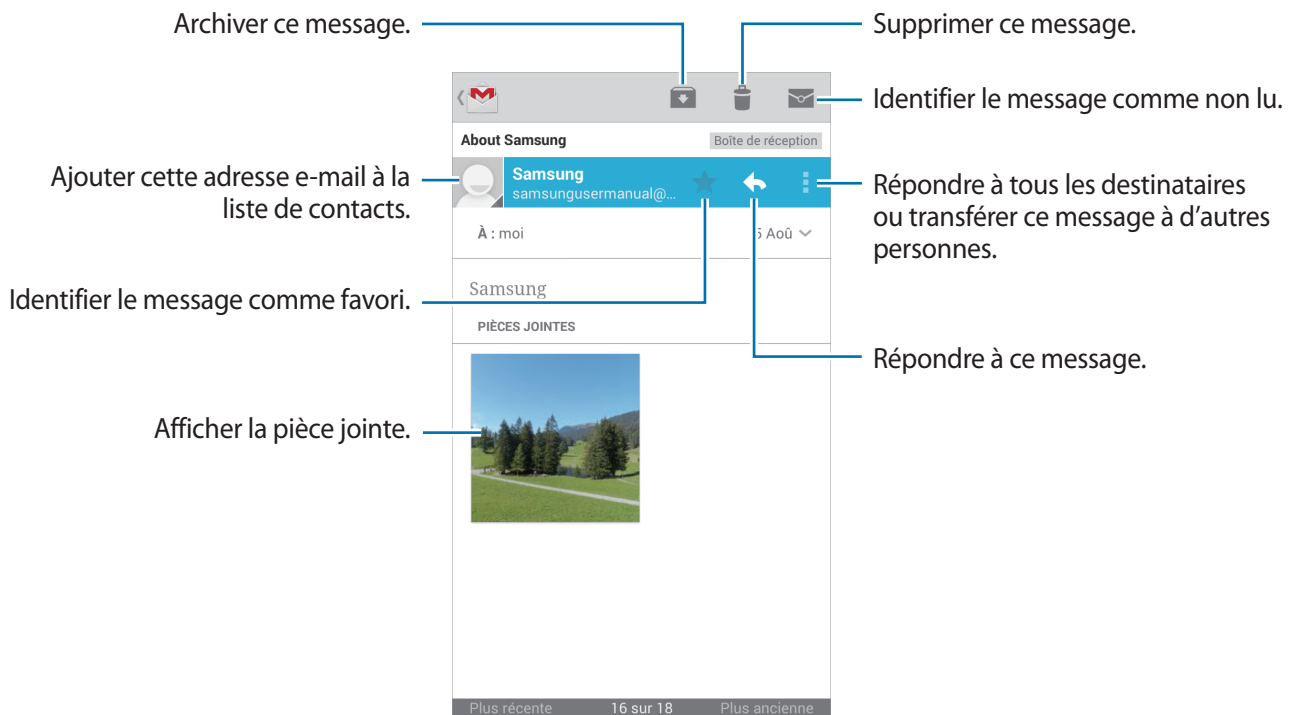 Archiver ce message.
Supprimer ce message.
Identifier le message comme non lu.
About Samsung
Boîte de réception
Ajouter cette adresse e-mail à la
liste de contacts.
Samsung
samsungusermanual@...
Répondre à tous les destinataires
ou transférer ce message à d'autres
personnes.
À : moi
5 Aoû
Identifier le message comme favori.
Samsung
PIÈCES JOINTES
Répondre à ce message.
Afficher la pièce jointe.
Plus récente
16 sur 18
Plus ancienne